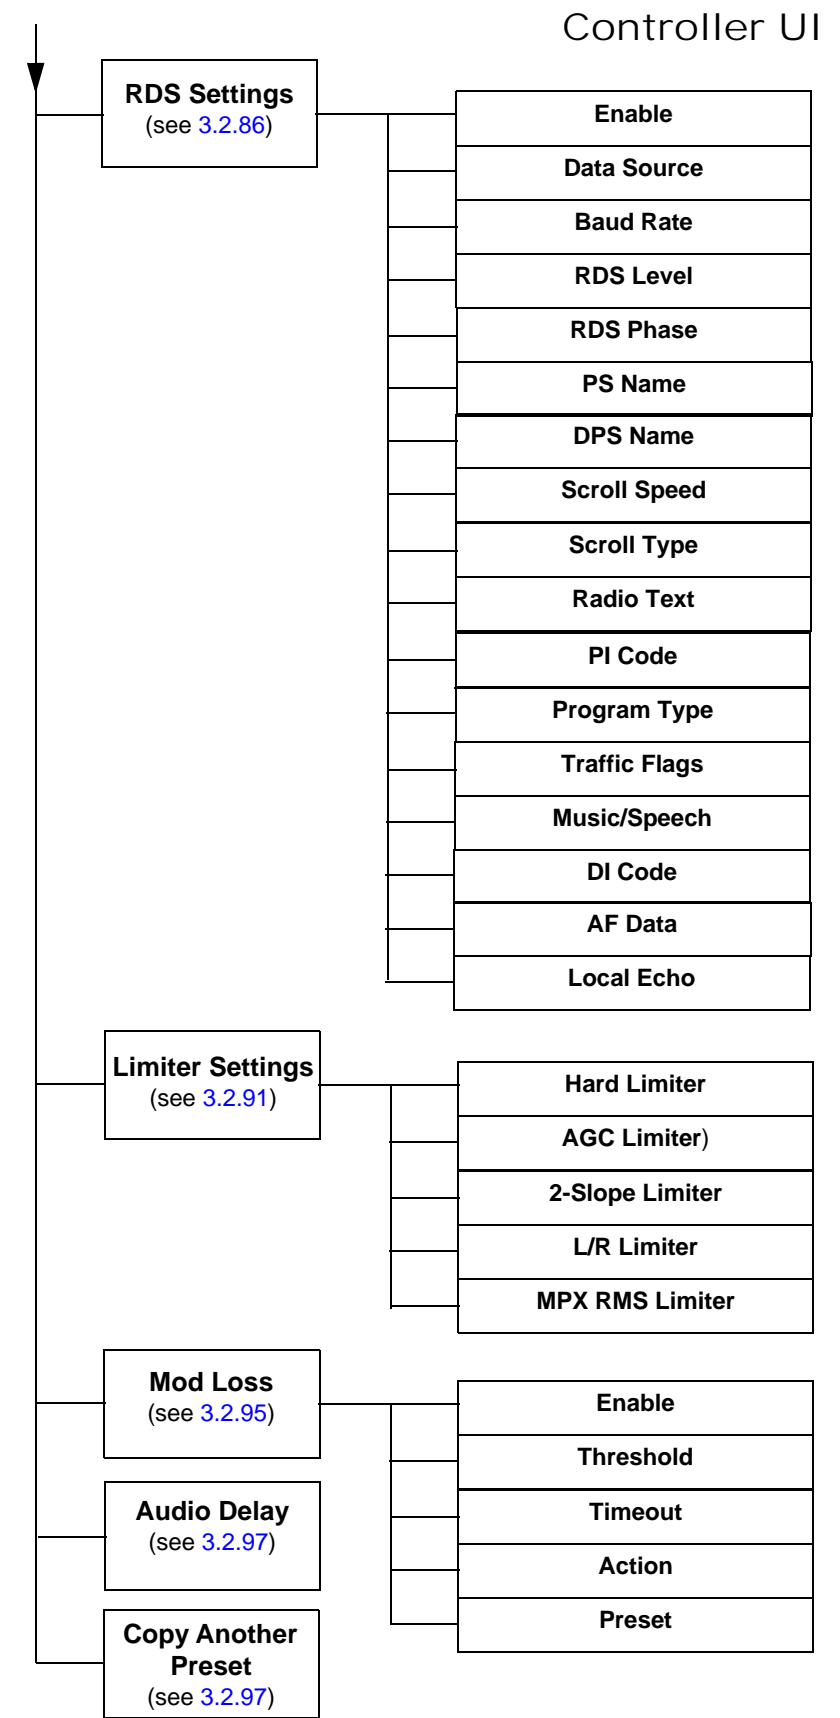 Controller UI
RDS Settings
(see 3.2.86)
Enable
Data Source
Baud Rate
RDS Level
RDS Phase
PS Name
DPS Name
Scroll Speed
Scroll Type
Radio Text
PI Code
Program Type
Traffic Flags
Music/Speech
DI Code
AF Data
Local Echo
Limiter Settings
(see 3.2.91)
Hard Limiter
AGC Limiter)
2-Slope Limiter
L/R Limiter
MPX RMS Limiter
Mod Loss
(see 3.2.95)
Enable
Threshold
Timeout
Action
Preset
Audio Delay
(see 3.2.97)
Copy Another
Preset
(see 3.2.97)